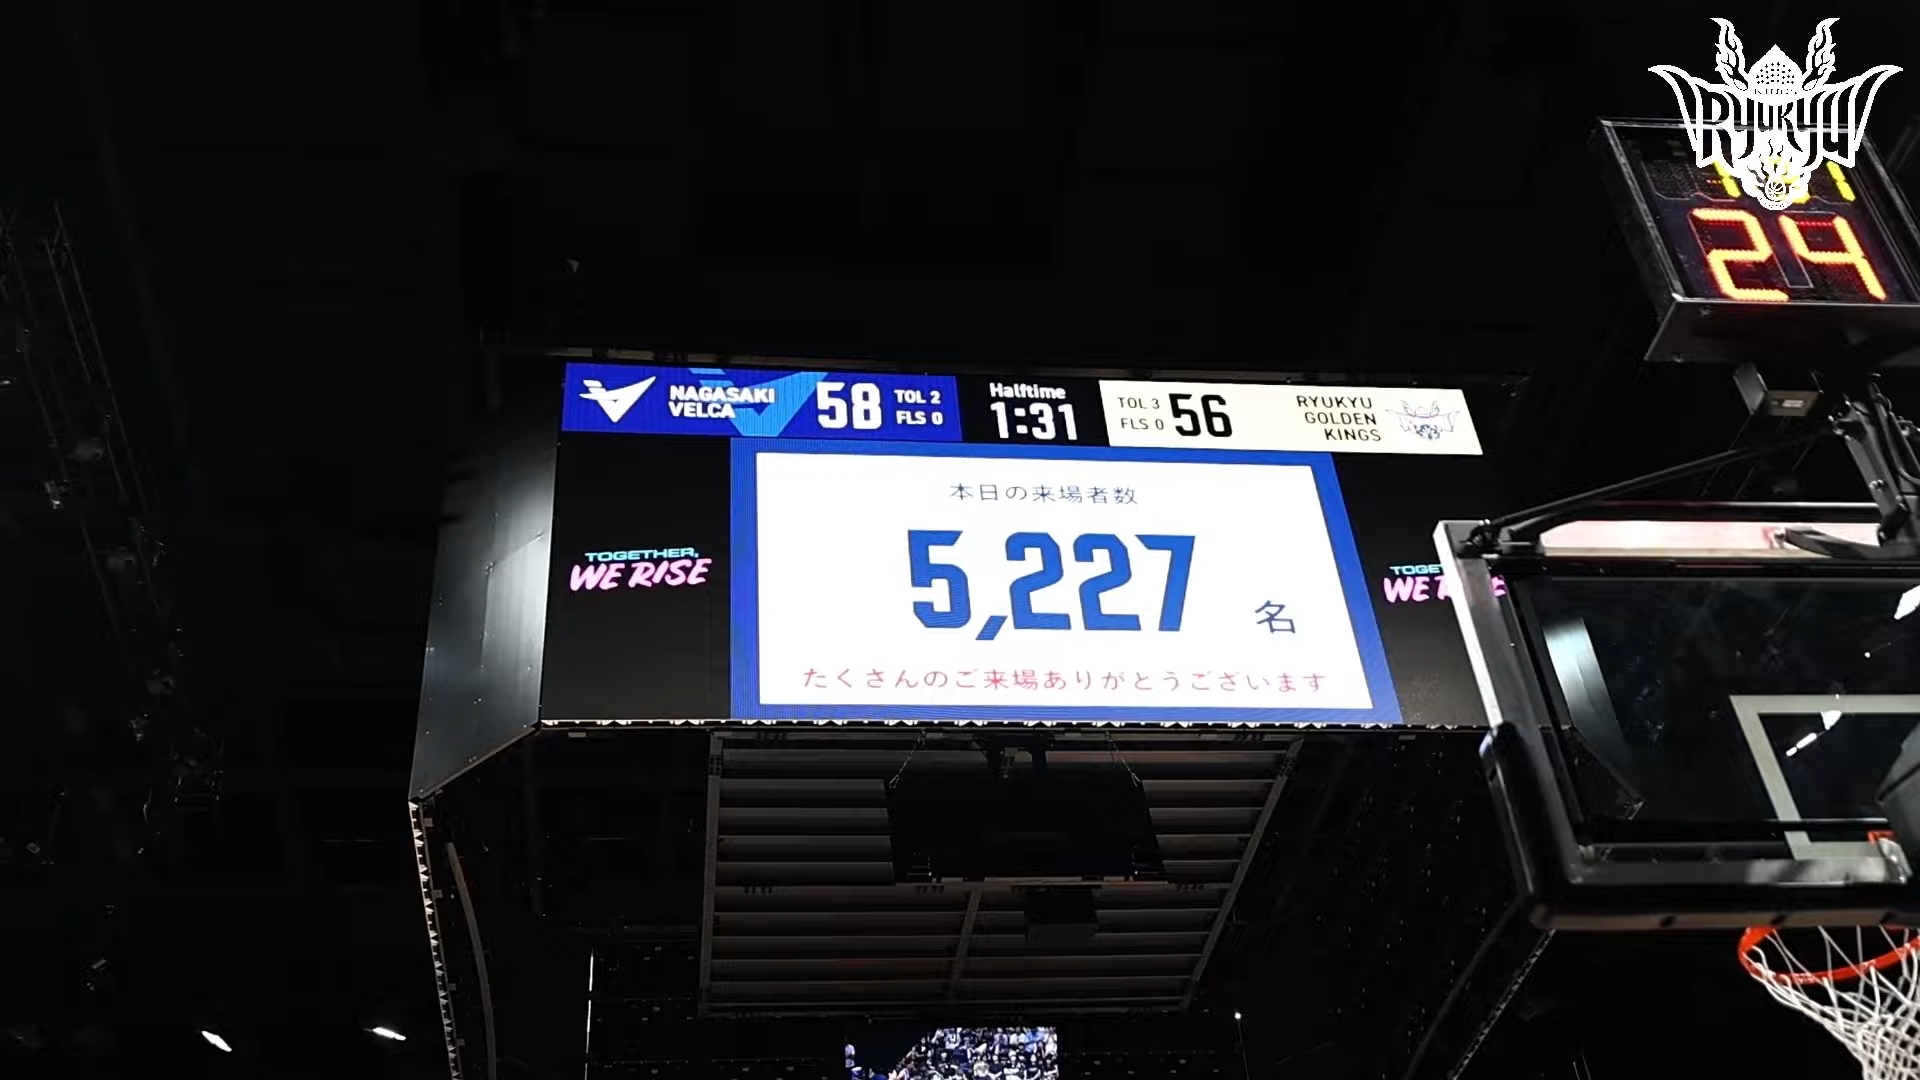 RYUKYU
24
NAGASAKI
VELCA
58
TOL 2
FLS 0
Halftime
1:31
TOL 3
FLS 0
56
RYUKYU
GOLDEN
KINGS
本日の来場者数
5,227 名
たくさんのご来場ありがとうございます
TOGETHER,
WE RISE
TOGE
WE